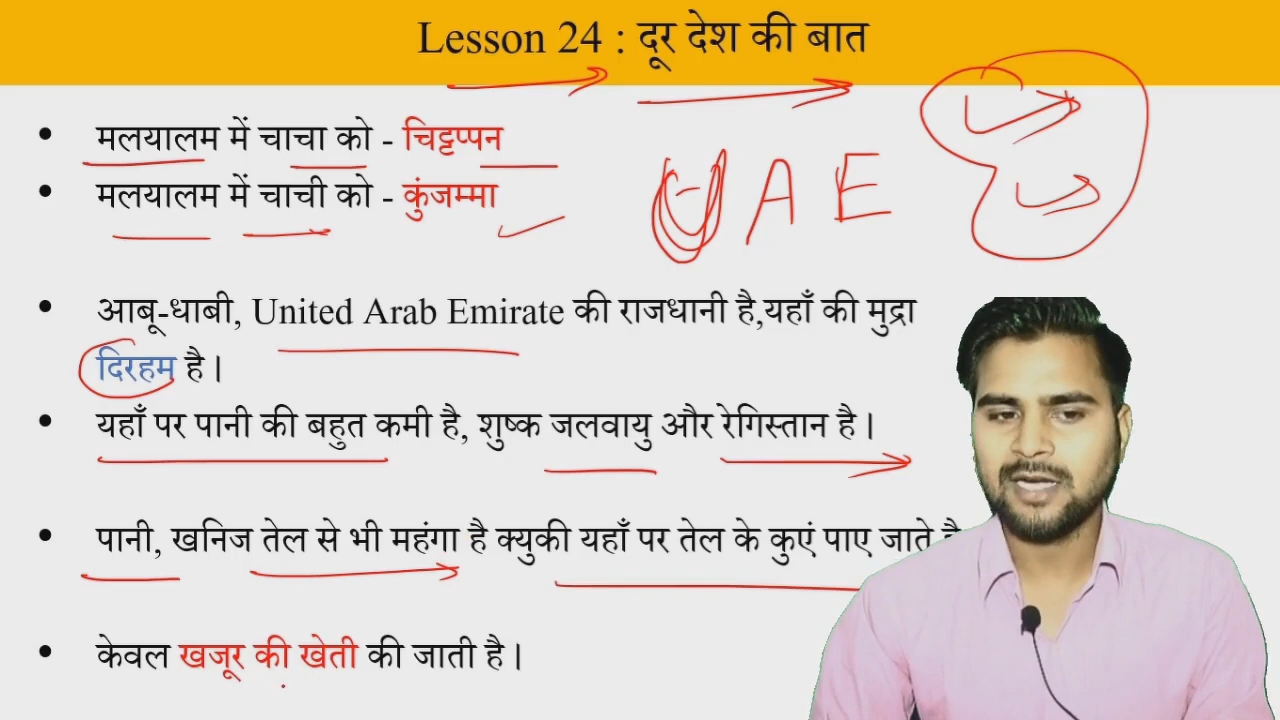 Lesson 24 : दूर देश की बात
• मलयालम में चाचा को - चिट्टप्पन
• मलयालम में चाची को - कुंजम्मा
UAE
• आबू-धाबी, United Arab Emirate की राजधानी है,यहाँ की मुद्रा
दिरहम है।
• यहाँ पर पानी की बहुत कमी है, शुष्क जलवायु और रेगिस्तान है।
• पानी, खनिज तेल से भी महंगा है क्युकी यहाँ पर तेल के कुएं पाए जाते है
• केवल खजूर की खेती की जाती है।